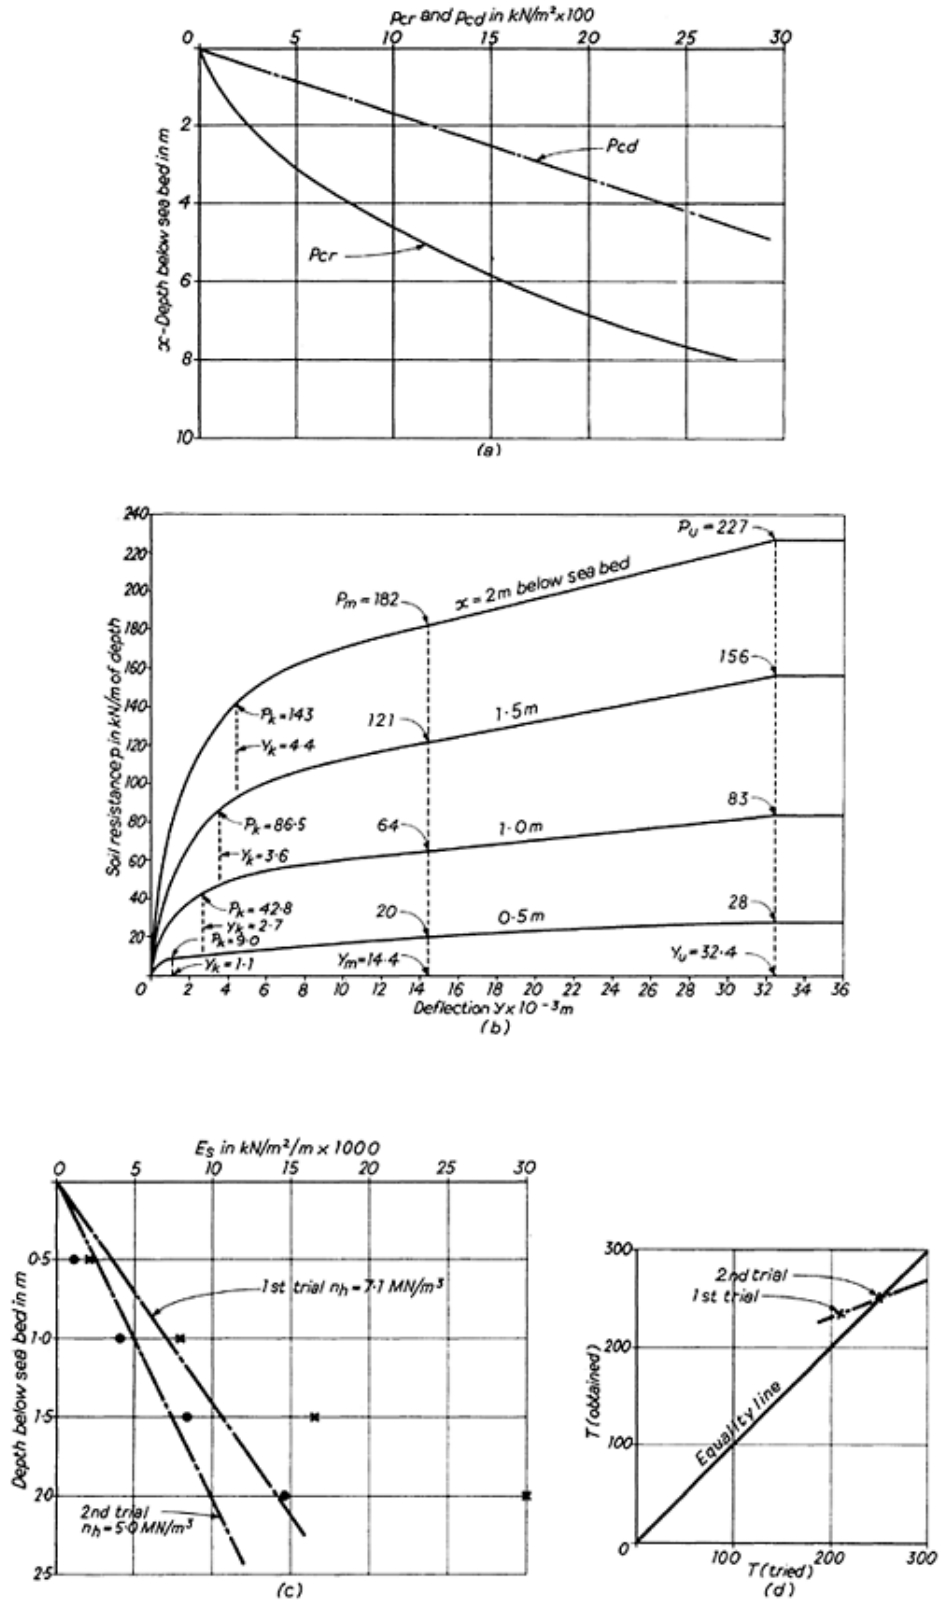 Pcr and Pcd in kN/m²×100
0 5 10 15 20 25 30
x-Depth below sea bed in m
2
4
6
8
10
Pcd
Pcr
(a)
Soil resistance p in kN/m of depth
240
220
200
180
160
140
120
100
80
60
40
20
Pu = 227
x = 2m below sea bed
Pm = 182
156
Pk = 143
121
1·5m
Yk = 4·4
83
Pk = 86·5
64
1·0m
Yk = 3·6
Pk = 42·8
20
0·5m
28
Yk = 2·7
Pk = 9·0
Yk = 1·1
Ym = 14·4
Yu = 32·4
0 2 4 6 8 10 12 14 16 18 20 22 24 26 28 30 32 34 36
Deflection Y x 10⁻³m
(b)
Es in kN/m²/m × 1000
0 5 10 15 20 25 30
Depth below sea bed in m
0·5
1·0
1·5
20
25
1st trial nh = 7·1 MN/m³
2nd trial
nh = 5·0 MN/m³
(c)
T (obtained)
300
200
100
0
2nd trial
1st trial
Equality line
100 200 300
T (tried)
(d)